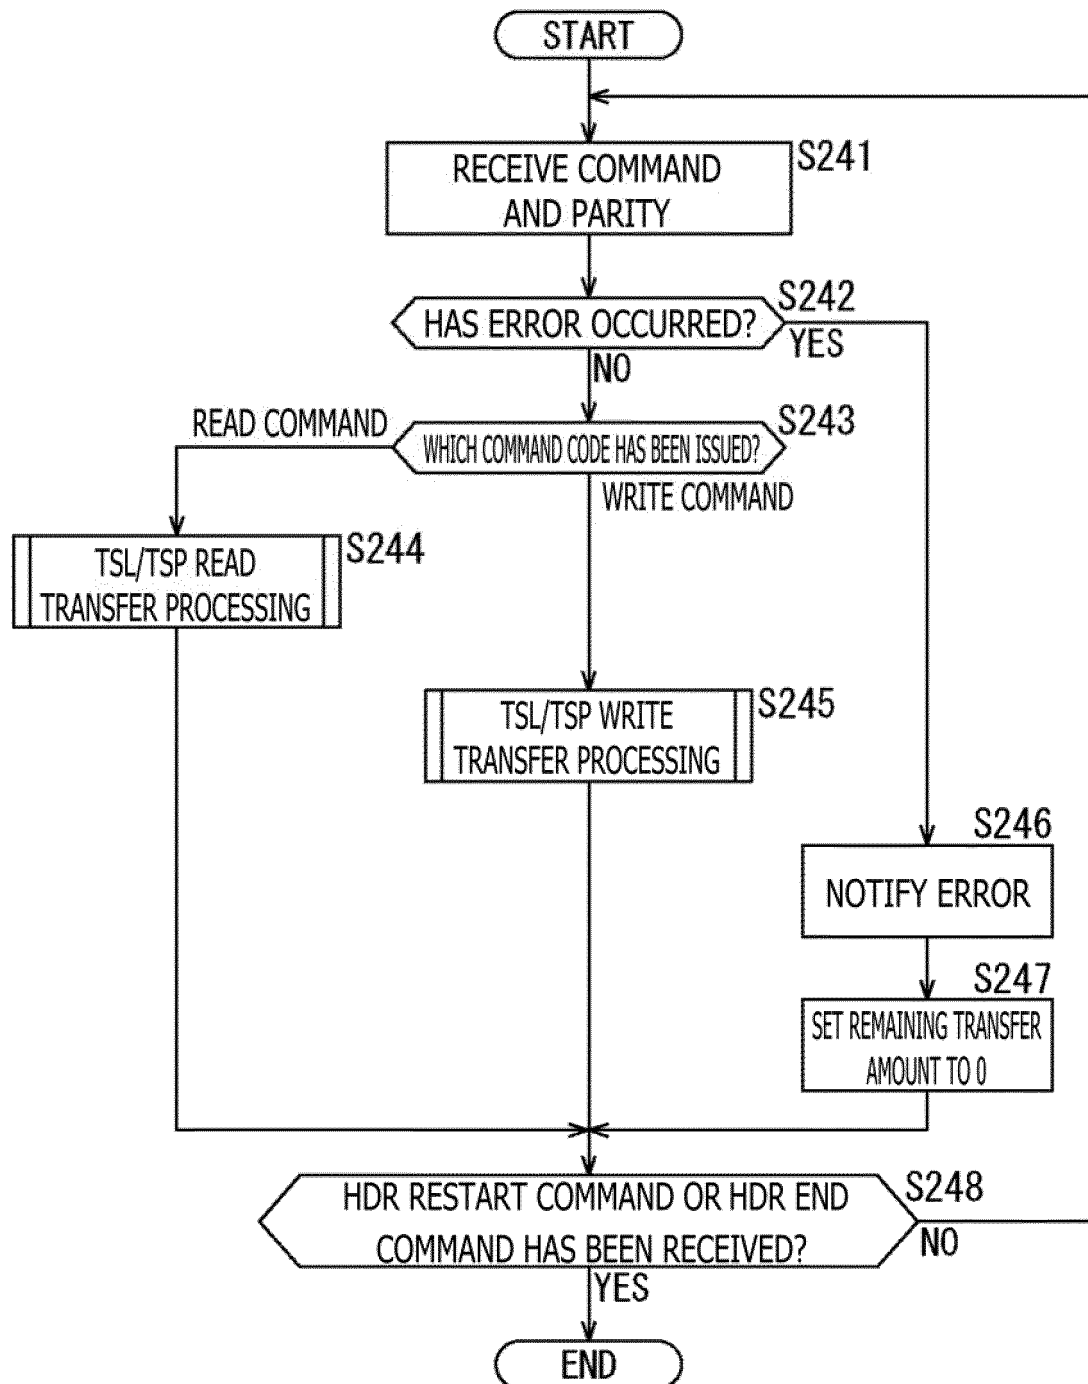 START
S241
RECEIVE COMMAND
AND PARITY
S242
HAS ERROR OCCURRED?
YES
NO
READ COMMAND
S243
WHICH COMMAND CODE HAS BEEN ISSUED?
WRITE COMMAND
S244
TSL/TSP READ
TRANSFER PROCESSING
S245
TSL/TSP WRITE
TRANSFER PROCESSING
S246
NOTIFY ERROR
S247
SET REMAINING TRANSFER
AMOUNT TO 0
S248
HDR RESTART COMMAND OR HDR END
COMMAND HAS BEEN RECEIVED?
NO
YES
END